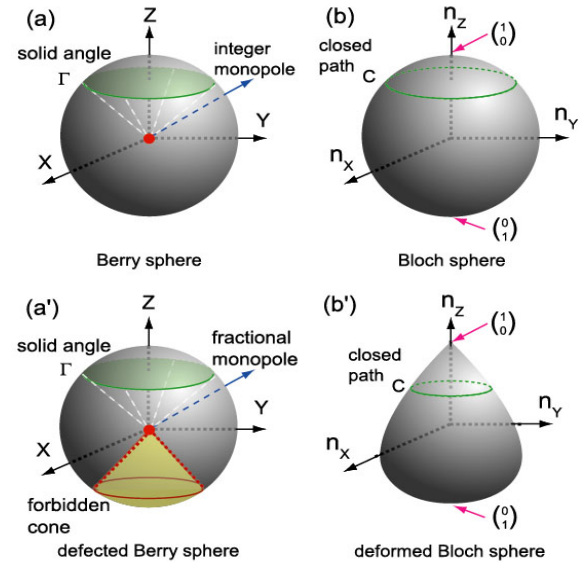 (a)
Z
solid angle
Γ
integer
monopole
Y
X
Berry sphere
(b)
n_Z
(1 0)
closed
path
C
n_Y
n_X
(0 1)
Bloch sphere
(a')
Z
solid angle
Γ
fractional
monopole
Y
X
forbidden
cone
defected Berry sphere
(b')
n_Z
(1 0)
closed
path
C
n_Y
n_X
(0 1)
deformed Bloch sphere